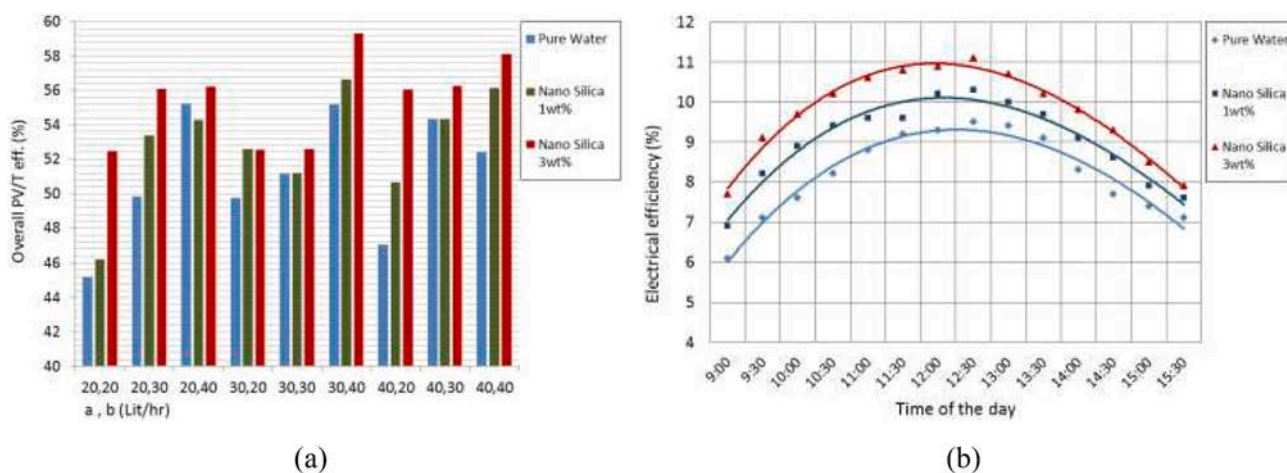 60
58
56
54
52
50
48
46
44
42
40
Overall PV/T eff. (%)
20,20 20,30 20,40 30,20 30,30 30,40 40,20 40,30 40,40
a , b (Lit/hr)
Pure Water
Nano Silica
1wt%
Nano Silica
3wt%
(a)
12
11
10
9
8
7
6
5
4
Electrical efficiency (%)
9:00 9:30 10:00 10:30 11:00 11:30 12:00 12:30 13:00 13:30 14:00 14:30 15:00 15:30
Time of the day
Pure Water
Nano Silica
1wt%
Nano Silica
3wt%
(b)